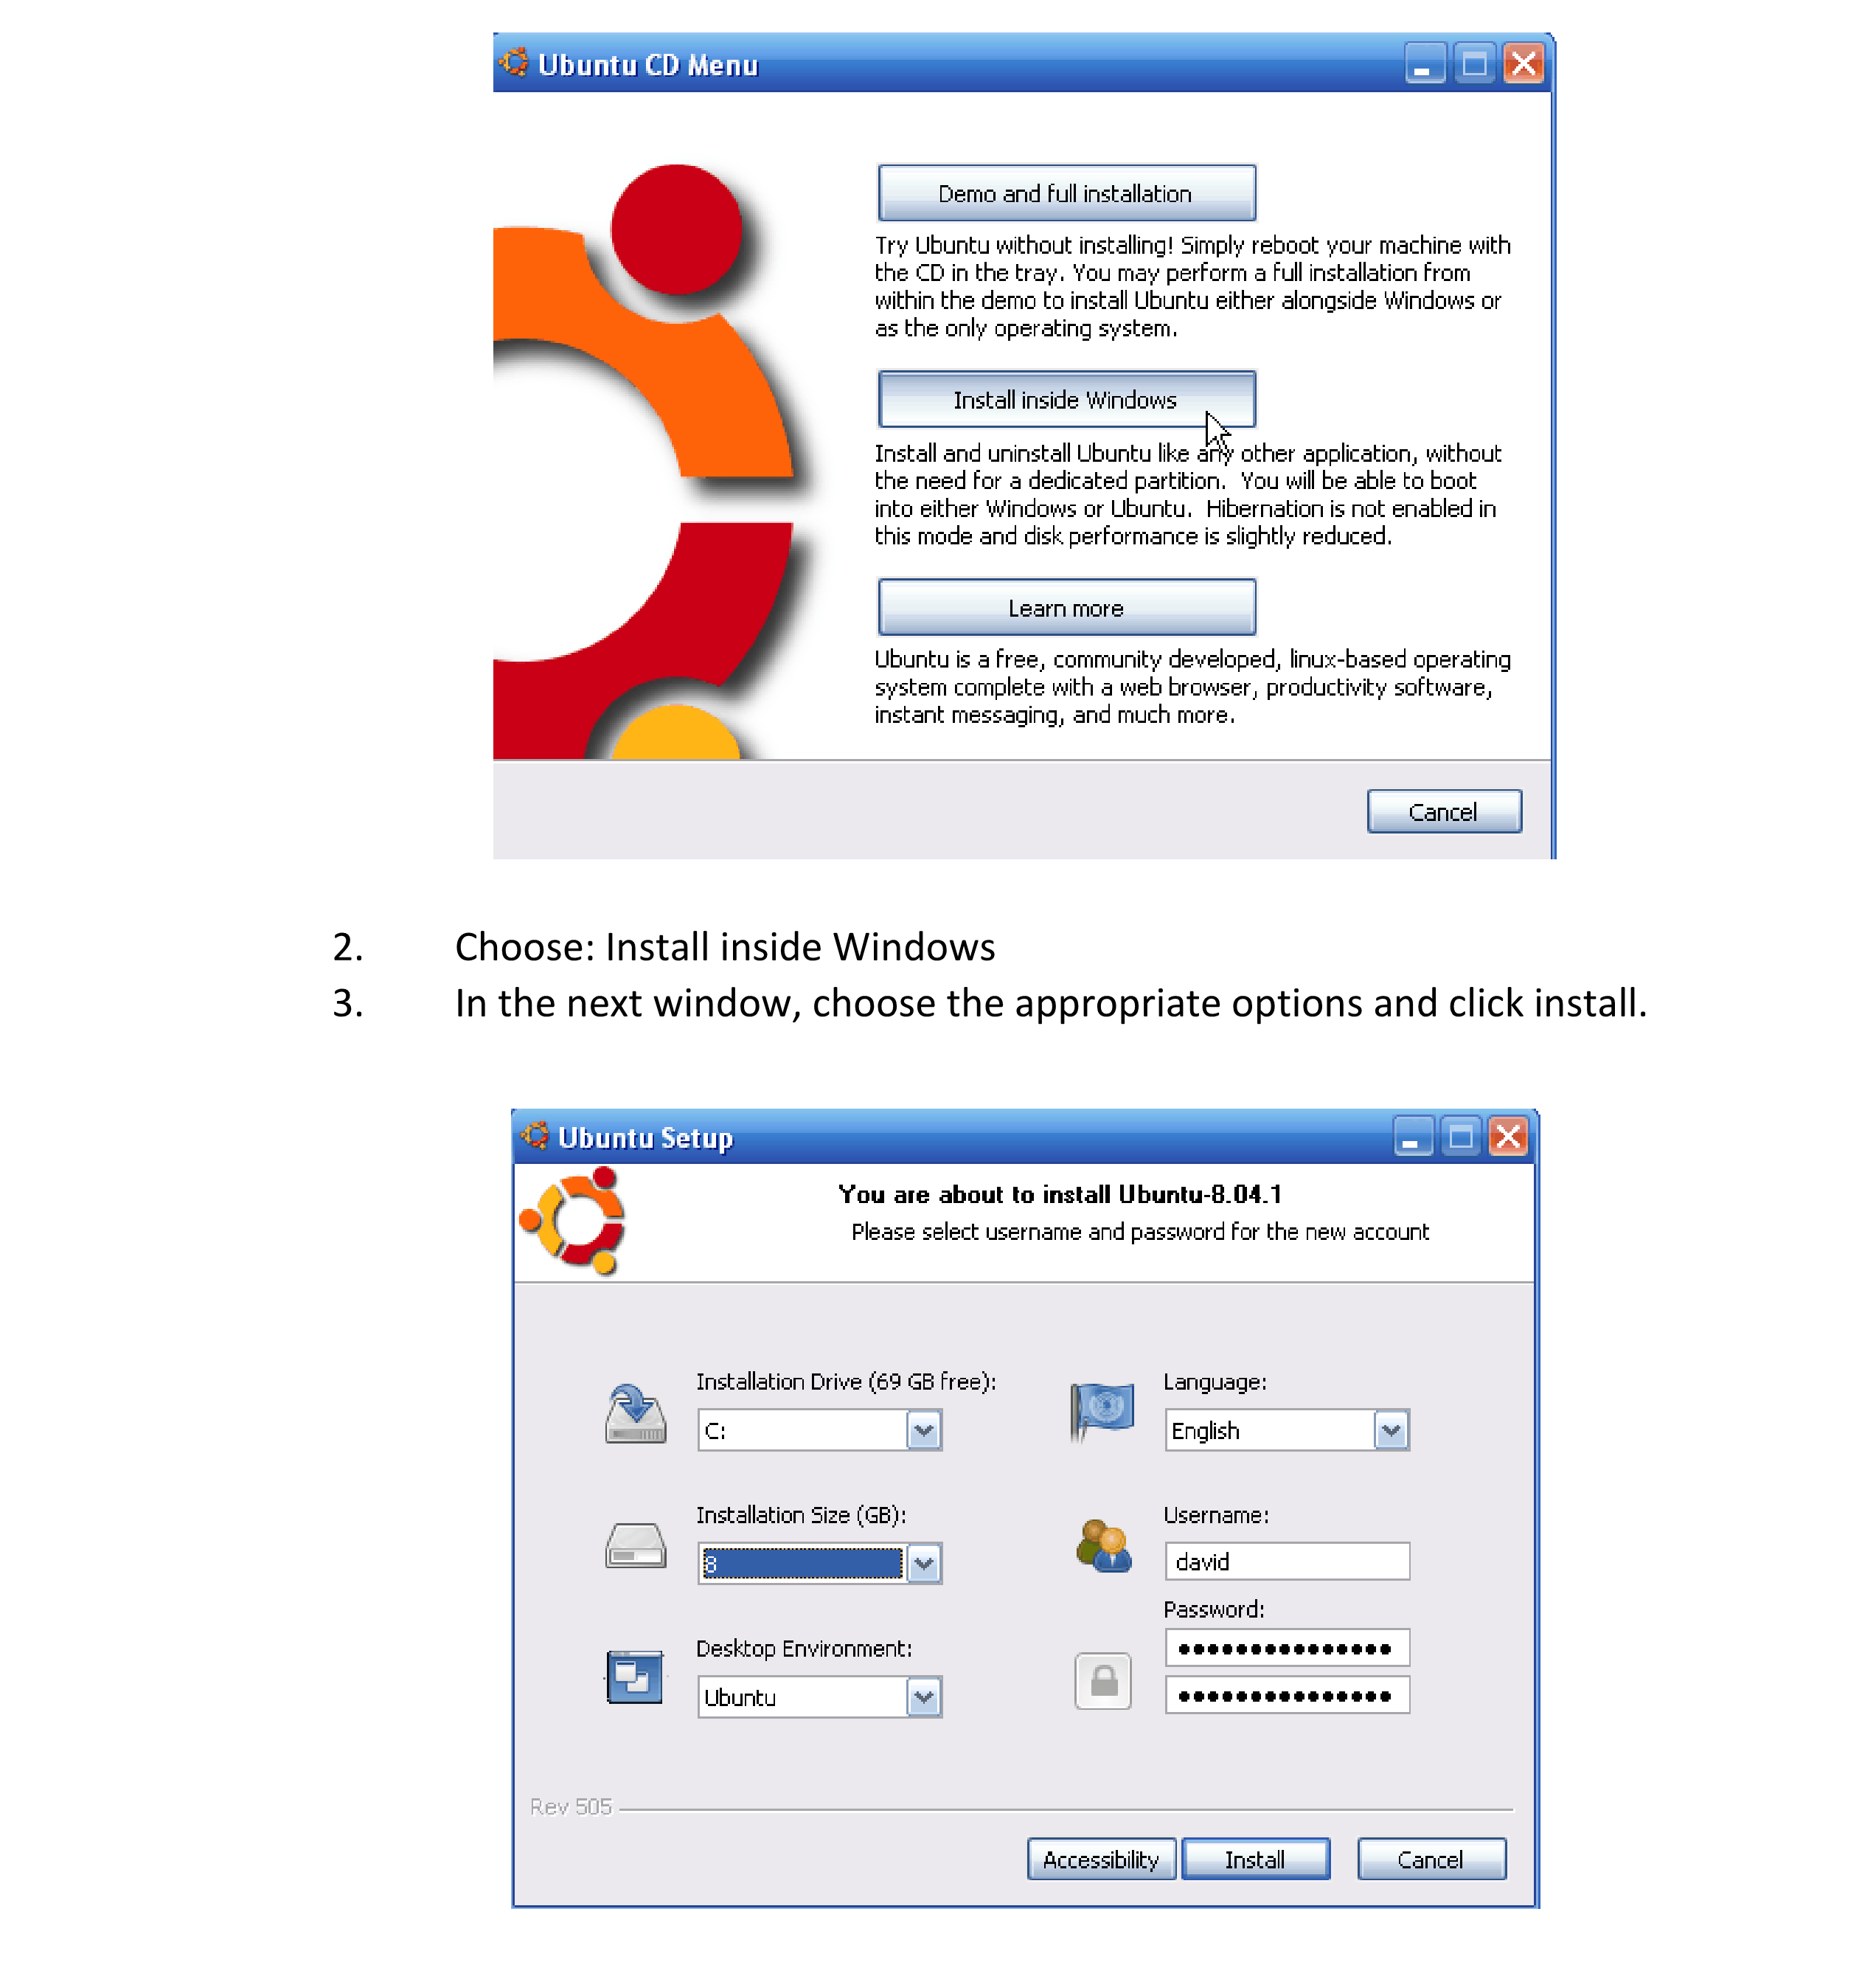 Ubuntu CD Menu
Demo and full installation
Try Ubuntu without installing! Simply reboot your machine with
the CD in the tray. You may perform a full installation from
within the demo to install Ubuntu either alongside Windows or
as the only operating system.
Install inside Windows
Install and uninstall Ubuntu like any other application, without
the need for a dedicated partition.  You will be able to boot
into either Windows or Ubuntu.  Hibernation is not enabled in
this mode and disk performance is slightly reduced.
Learn more
Ubuntu is a free, community developed, linux-based operating
system complete with a web browser, productivity software,
instant messaging, and much more.
Cancel
2. Choose: Install inside Windows
3. In the next window, choose the appropriate options and click install.
Ubuntu Setup
You are about to install Ubuntu-8.04.1
Please select username and password for the new account
Installation Drive (69 GB free):
C:
Language:
English
Installation Size (GB):
8
Username:
david
Password:
●●●●●●●●●●●●●●●
●●●●●●●●●●●●●●●
Desktop Environment:
Ubuntu
Rev 505
Accessibility
Install
Cancel